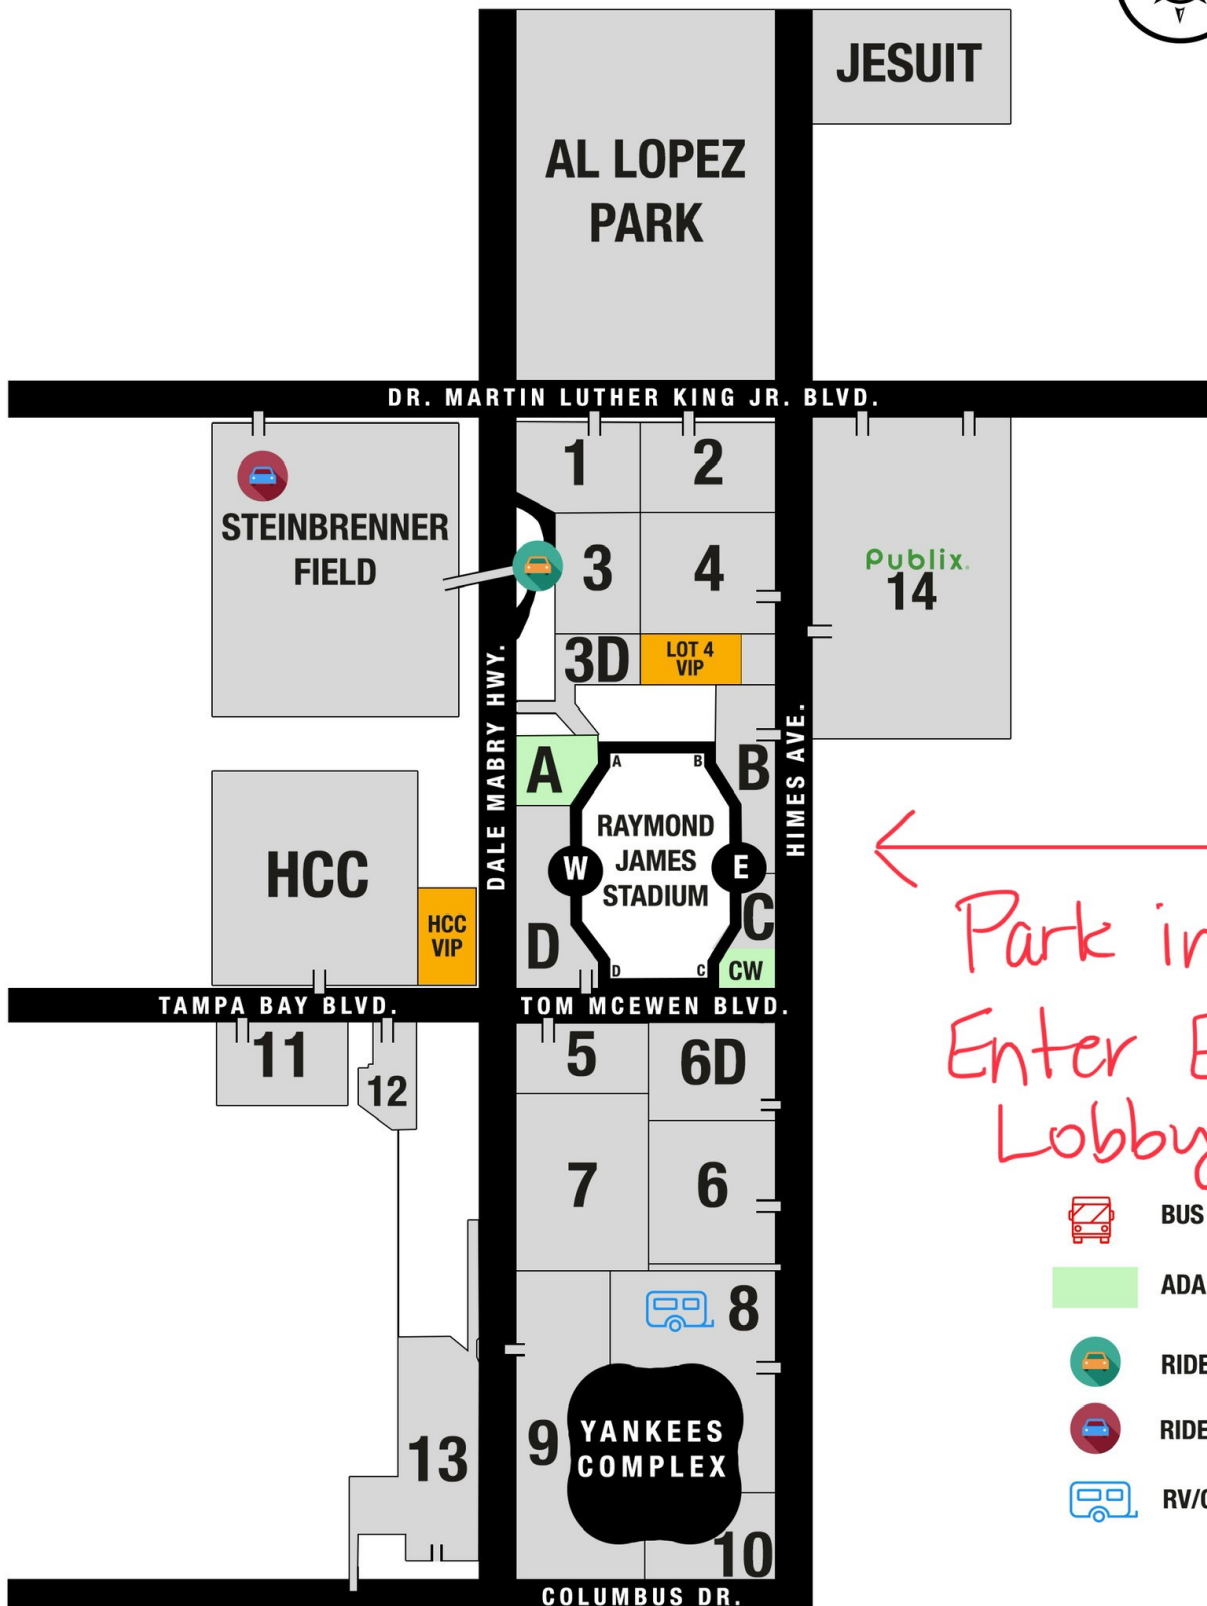 JESUIT
AL LOPEZ
PARK
DR. MARTIN LUTHER KING JR. BLVD.
1
2
STEINBRENNER
FIELD
3
4
Publix.
14
3D
LOT 4
VIP
DALE MABRY HWY.
HIMES AVE.
A
A
B
B
RAYMOND
JAMES
STADIUM
W
E
HCC
HCC
VIP
D
C
CW
D
C
TAMPA BAY BLVD.
TOM MCEWEN BLVD.
Park in
Enter E
Lobby
11
12
5
6D
7
6
8
9
YANKEES
COMPLEX
13
10
COLUMBUS DR.
BUS
ADA
RIDE
RIDE
RV/